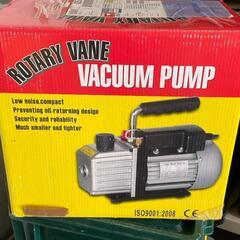 ROTARY VANE
VACUUM PUMP
Low noise, compact
Preventing oil-returning design
Security and reliability
Much smaller and lighter
ISO9001:2008